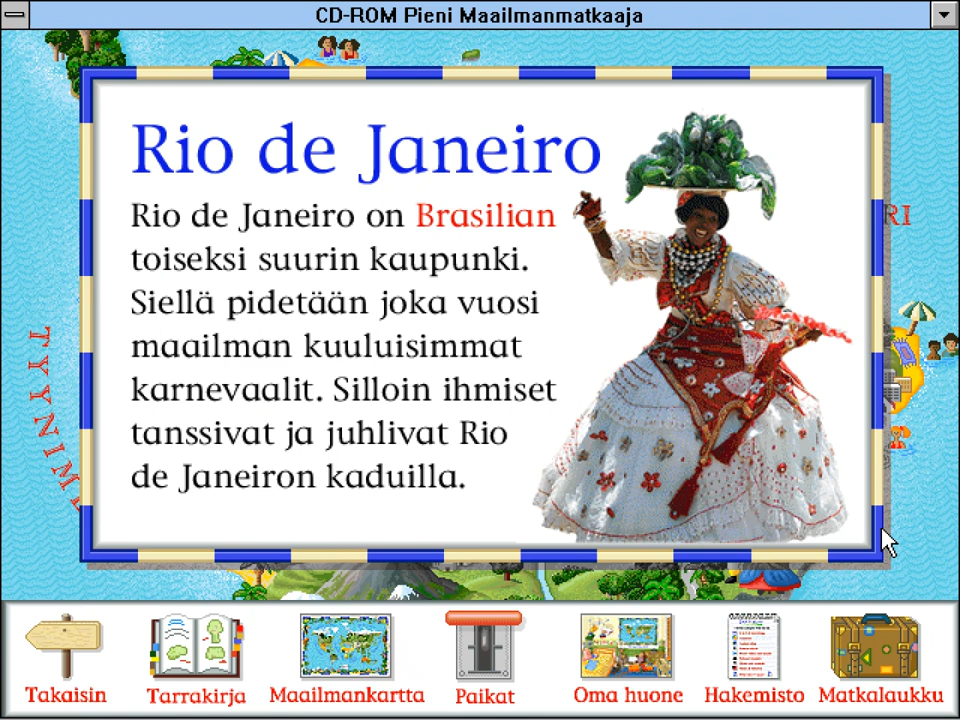 CD-ROM Pieni Maailmanmatkaaja
Rio de Janeiro
Rio de Janeiro on Brasilian
toiseksi suurin kaupunki.
Siellä pidetään joka vuosi
maailman kuuluisimmat
karnevaalit. Silloin ihmiset
tanssivat ja juhlivat Rio
de Janeiron kaduilla.
RI
TYYNI
Takaisin
Tarrakirja
Maailmankartta
Paikat
Oma huone
Hakemisto
Matkalaukku